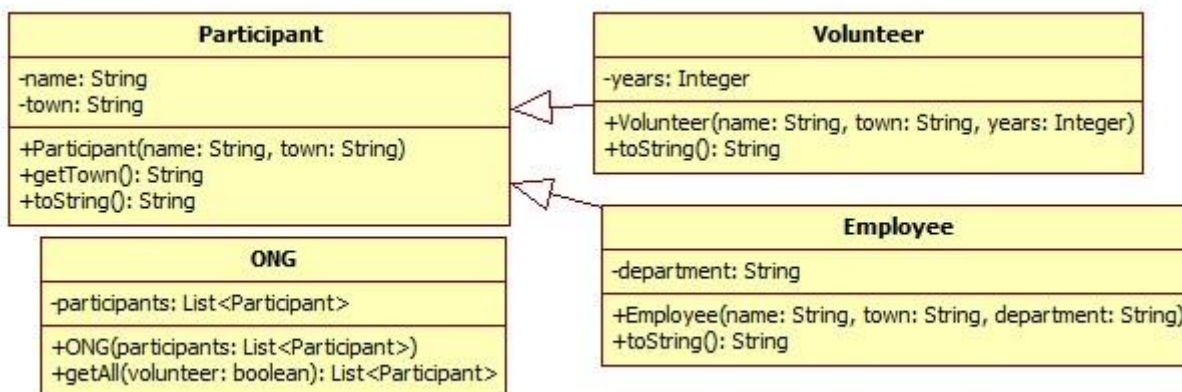 Participant
-name: String
-town: String
+Participant(name: String, town: String)
+getTown(): String
+toString(): String
Volunteer
-years: Integer
+Volunteer(name: String, town: String, years: Integer)
+toString(): String
ONG
-participants: List<Participant>
+ONG(participants: List<Participant>)
+getAll(volunteer: boolean): List<Participant>
Employee
-department: String
+Employee(name: String, town: String, department: String)
+toString(): String